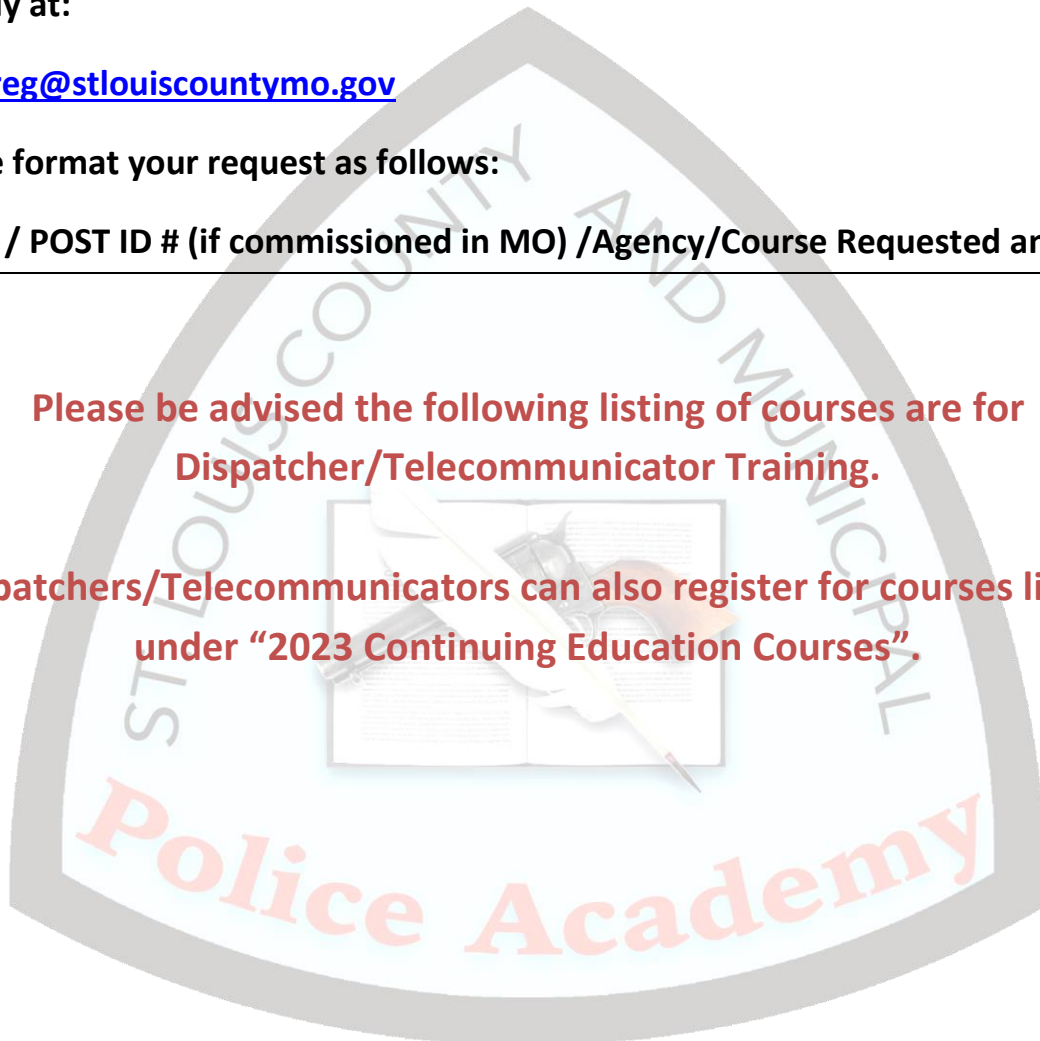 y at:
reg@stlouiscountymo.gov
e format your request as follows:
/ POST ID # (if commissioned in MO) /Agency/Course Requested an
Please be advised the following listing of courses are for
Dispatcher/Telecommunicator Training.
patchers/Telecommunicators can also register for courses li
under “2023 Continuing Education Courses”.
ST LOUIS COUNTY AND MUNICIPAL
Police Academy